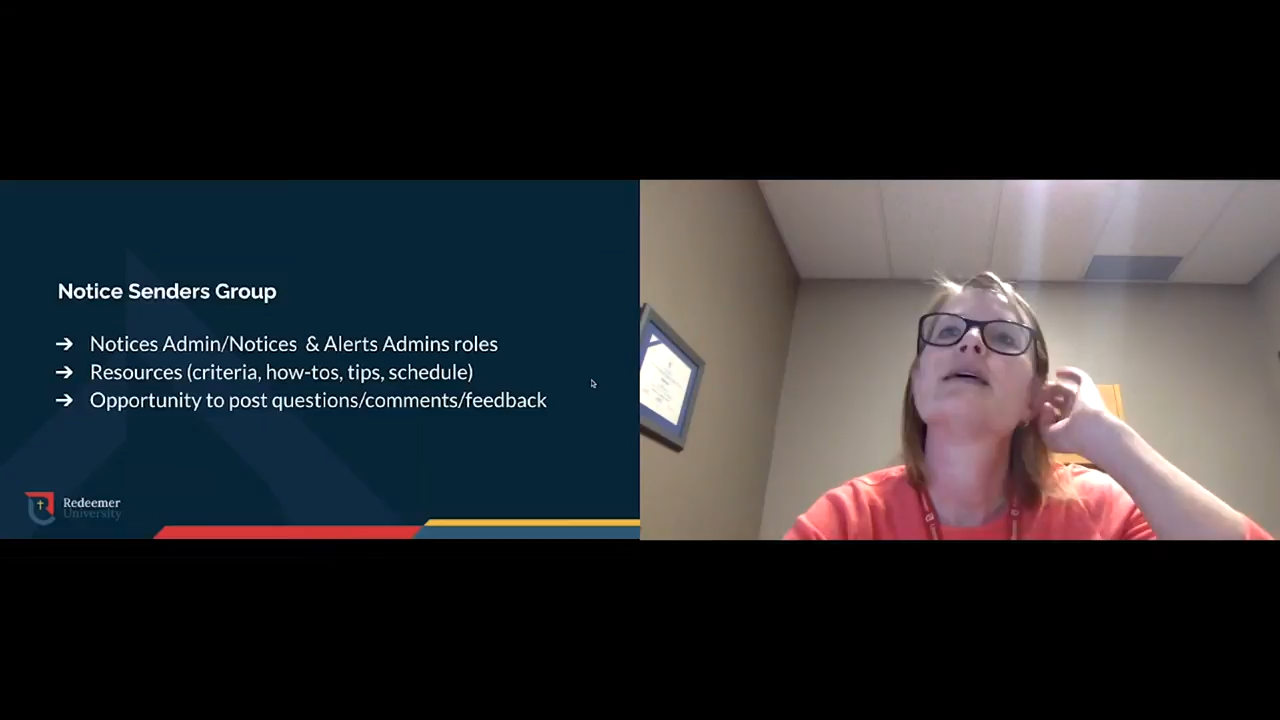 Notice Senders Group
➔ Notices Admin/Notices & Alerts Admins roles
➔ Resources (criteria, how-tos, tips, schedule)
➔ Opportunity to post questions/comments/feedback
Redeemer
University